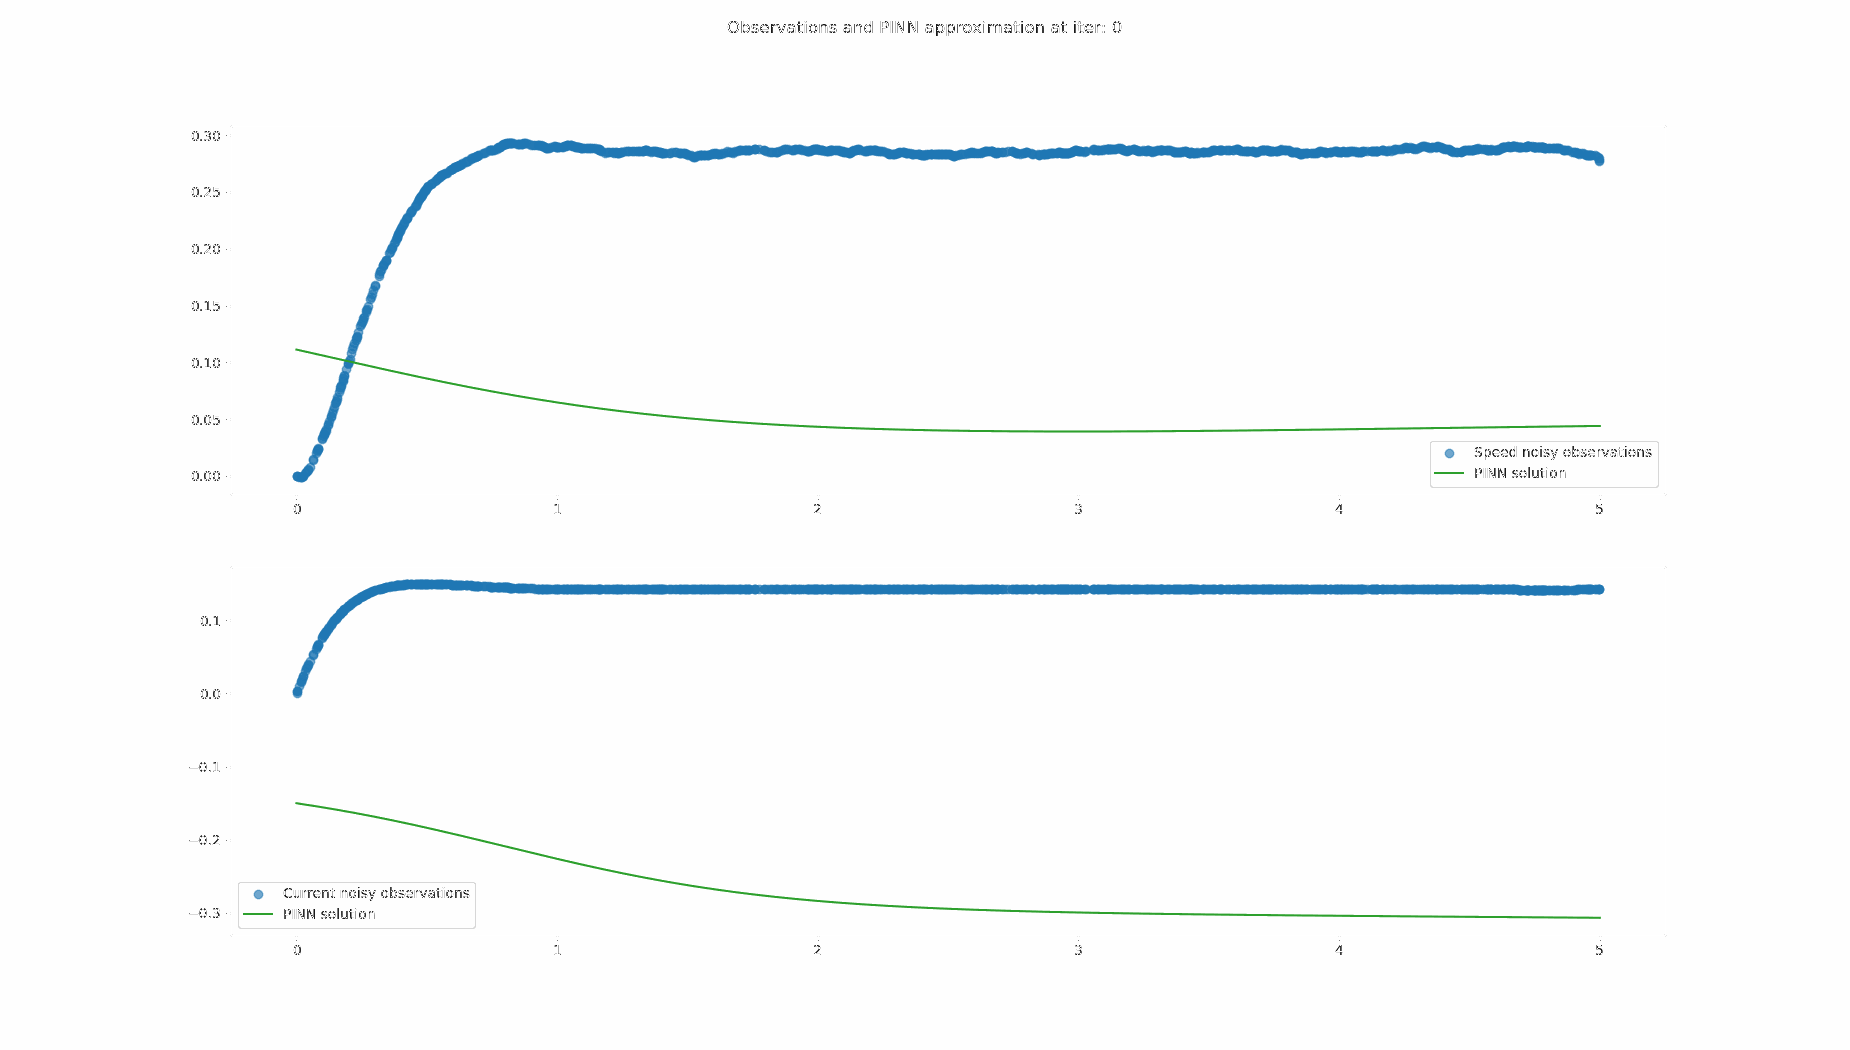 Observations and PINN approximation at iter: 0
0.30
0.25
0.20
0.15
0.10
0.05
0.00
Speed noisy observations
PINN solution
0 1 2 3 4 5
0.1
0.0
−0.1
−0.2
−0.3
Current noisy observations
PINN solution
0 1 2 3 4 5